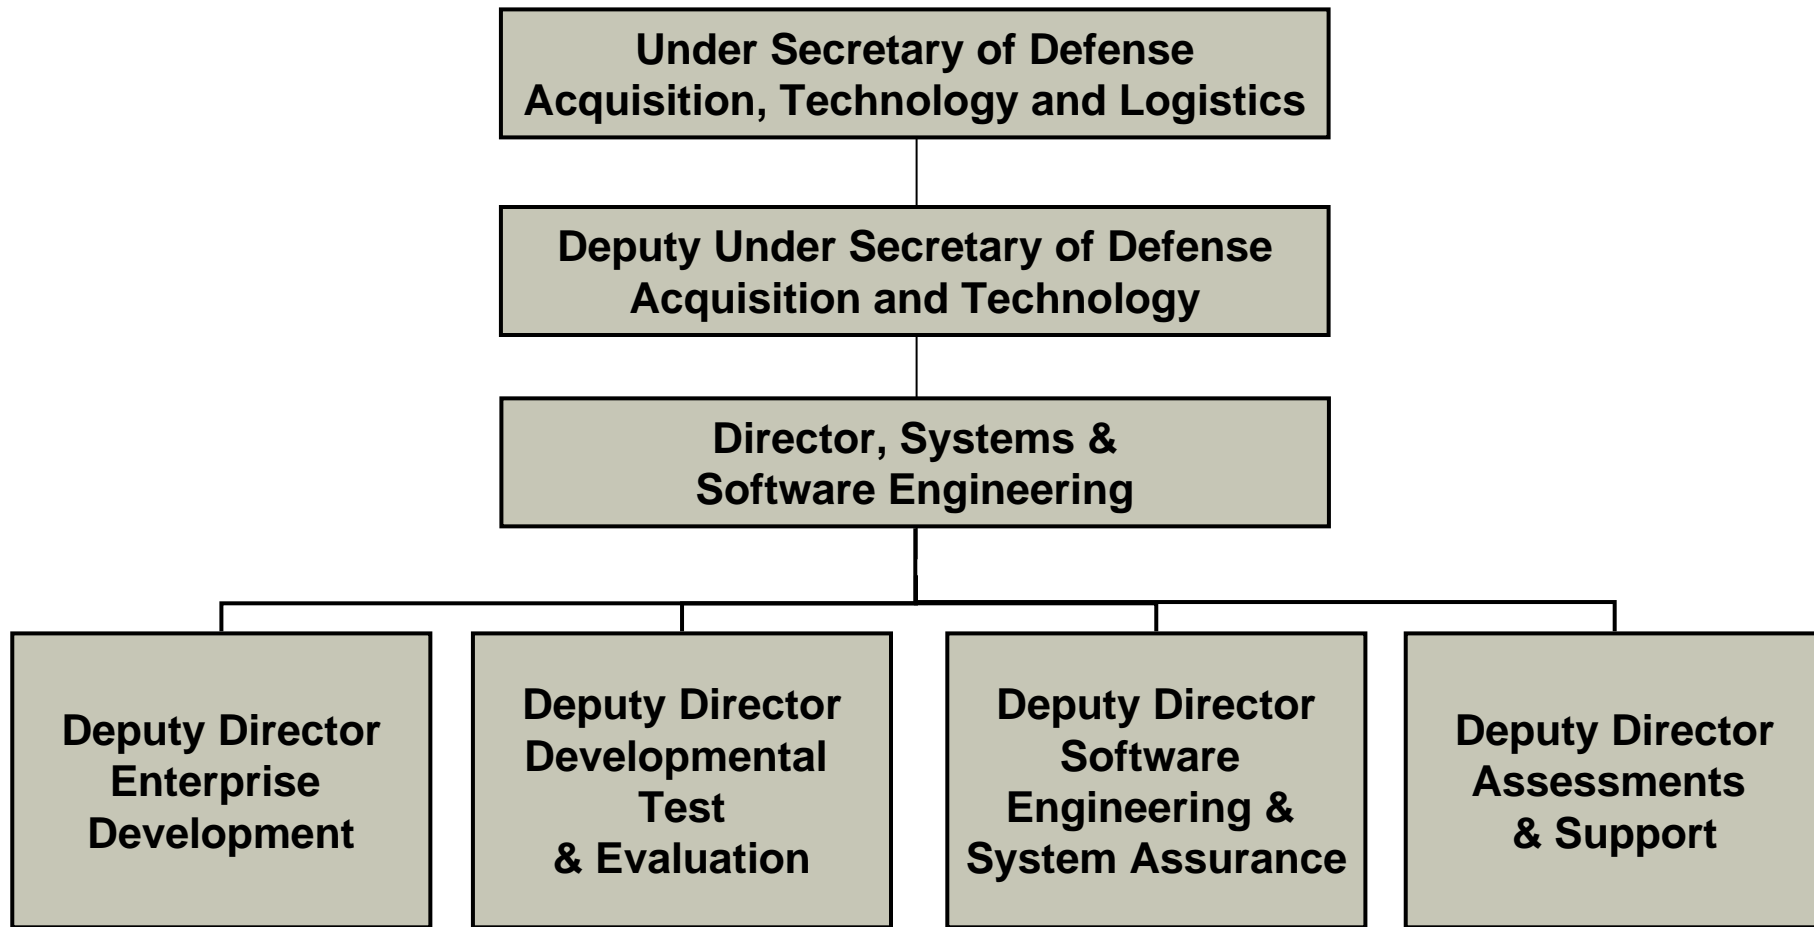 Under Secretary of Defense
Acquisition, Technology and Logistics
Deputy Under Secretary of Defense
Acquisition and Technology
Director, Systems &
Software Engineering
Deputy Director
Enterprise
Development
Deputy Director
Developmental
Test
& Evaluation
Deputy Director
Software
Engineering &
System Assurance
Deputy Director
Assessments
& Support